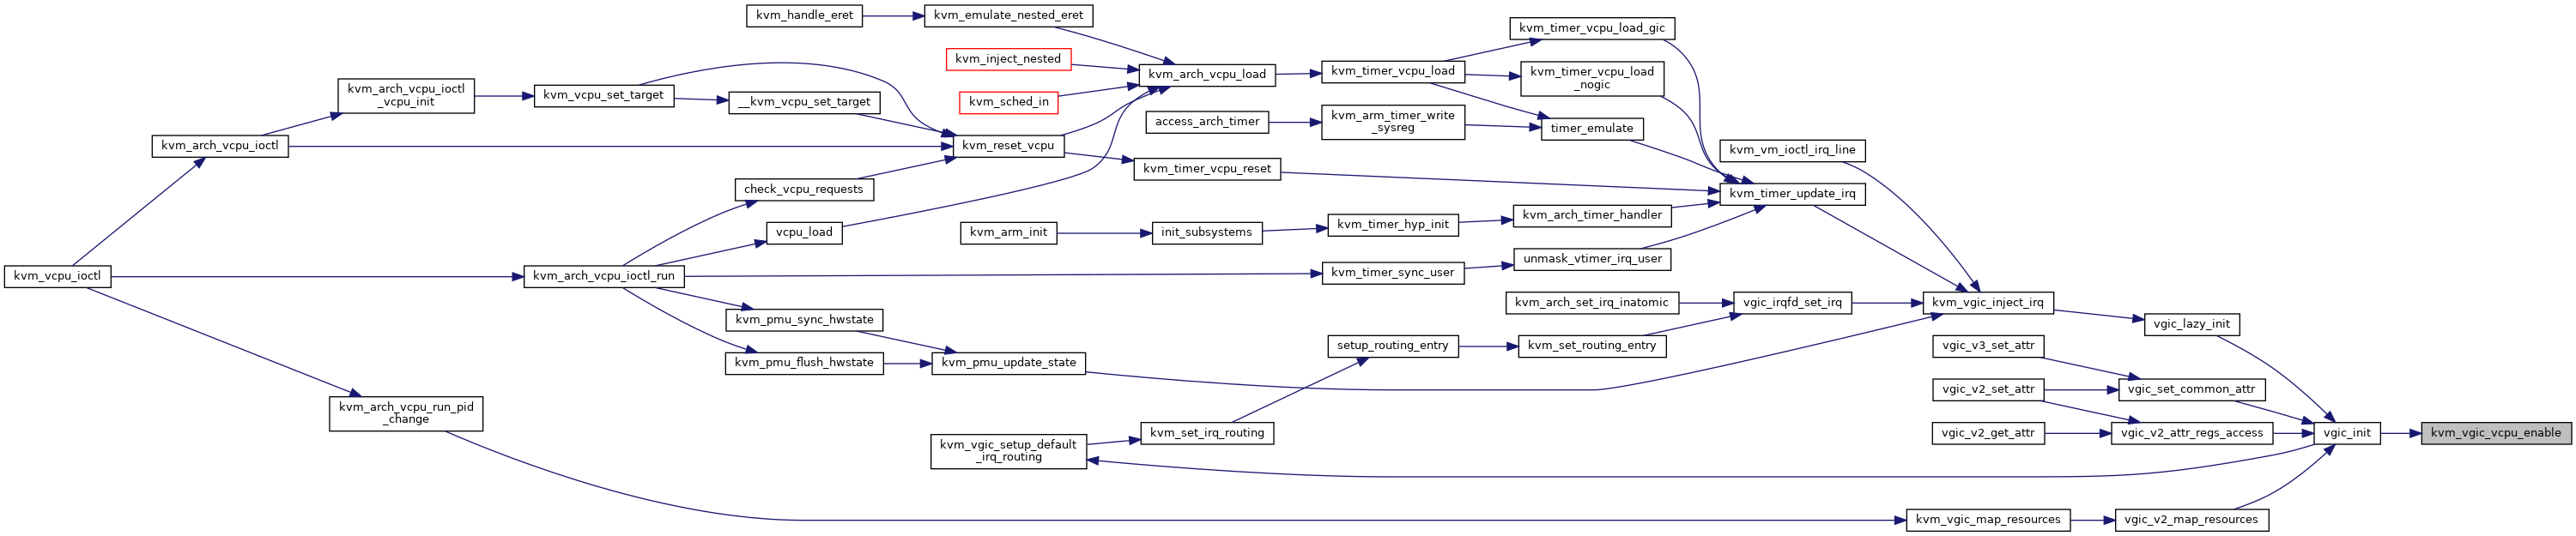 kvm_handle_eret
kvm_emulate_nested_eret
kvm_timer_vcpu_load_gic
kvm_inject_nested
kvm_arch_vcpu_load
kvm_timer_vcpu_load
kvm_timer_vcpu_load
_nogic
kvm_arch_vcpu_ioctl
_vcpu_init
kvm_vcpu_set_target
__kvm_vcpu_set_target
kvm_sched_in
access_arch_timer
kvm_arm_timer_write
_sysreg
timer_emulate
kvm_arch_vcpu_ioctl
kvm_reset_vcpu
kvm_vm_ioctl_irq_line
check_vcpu_requests
kvm_timer_vcpu_reset
kvm_timer_update_irq
vcpu_load
kvm_arm_init
init_subsystems
kvm_timer_hyp_init
kvm_arch_timer_handler
kvm_vcpu_ioctl
kvm_arch_vcpu_ioctl_run
kvm_timer_sync_user
unmask_vtimer_irq_user
kvm_pmu_sync_hwstate
kvm_arch_set_irq_inatomic
vgic_irqfd_set_irq
kvm_vgic_inject_irq
vgic_lazy_init
kvm_pmu_flush_hwstate
kvm_pmu_update_state
setup_routing_entry
kvm_set_routing_entry
vgic_v3_set_attr
vgic_v2_set_attr
vgic_set_common_attr
kvm_arch_vcpu_run_pid
_change
kvm_vgic_setup_default
_irq_routing
kvm_set_irq_routing
vgic_v2_get_attr
vgic_v2_attr_regs_access
vgic_init
kvm_vgic_vcpu_enable
kvm_vgic_map_resources
vgic_v2_map_resources